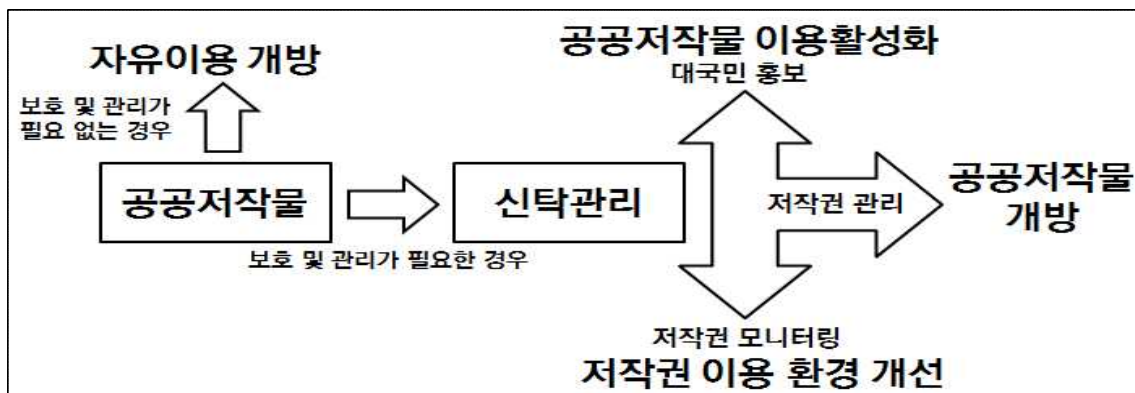 자유이용 개방
보호 및 관리가
필요 없는 경우
공공저작물
신탁관리
보호 및 관리가 필요한 경우
공공저작물 이용활성화
대국민 홍보
저작권 관리
공공저작물
개방
저작권 모니터링
저작권 이용 환경 개선